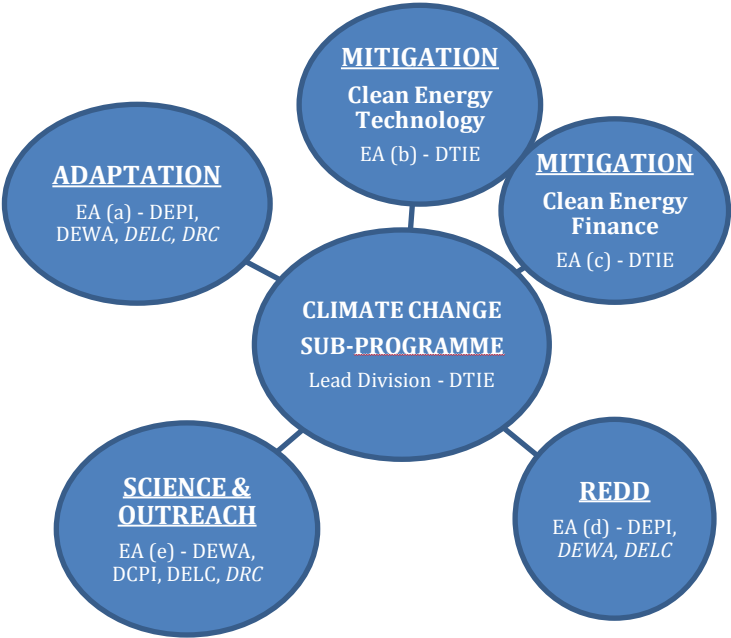 MITIGATION
Clean Energy
Technology
EA (b) - DTIE
MITIGATION
Clean Energy
Finance
EA (c) - DTIE
ADAPTATION
EA (a) - DEPI,
DEWA, DELC, DRC
CLIMATE CHANGE
SUB-PROGRAMME
Lead Division - DTIE
SCIENCE &
OUTREACH
EA (e) - DEWA,
DCPI, DELC, DRC
REDD
EA (d) - DEPI,
DEWA, DELC